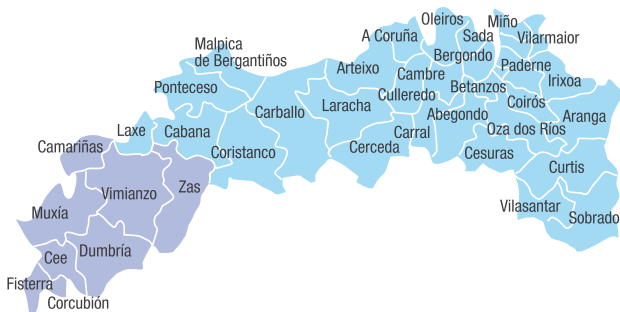 Oleiros
Miño
A Coruña
Sada
Vilarmaior
Malpica
de Bergantiños
Bergondo
Arteixo
Cambre
Paderne
Irixoa
Ponteceso
Culleredo
Betanzos
Carballo
Laracha
Coirós
Aranga
Abegondo
Laxe
Cabana
Carral
Oza dos Ríos
Camariñas
Coristanco
Cerceda
Cesuras
Curtis
Vimianzo
Zas
Vilasantar
Muxía
Sobrado
Dumbría
Cee
Fisterra
Corcubión